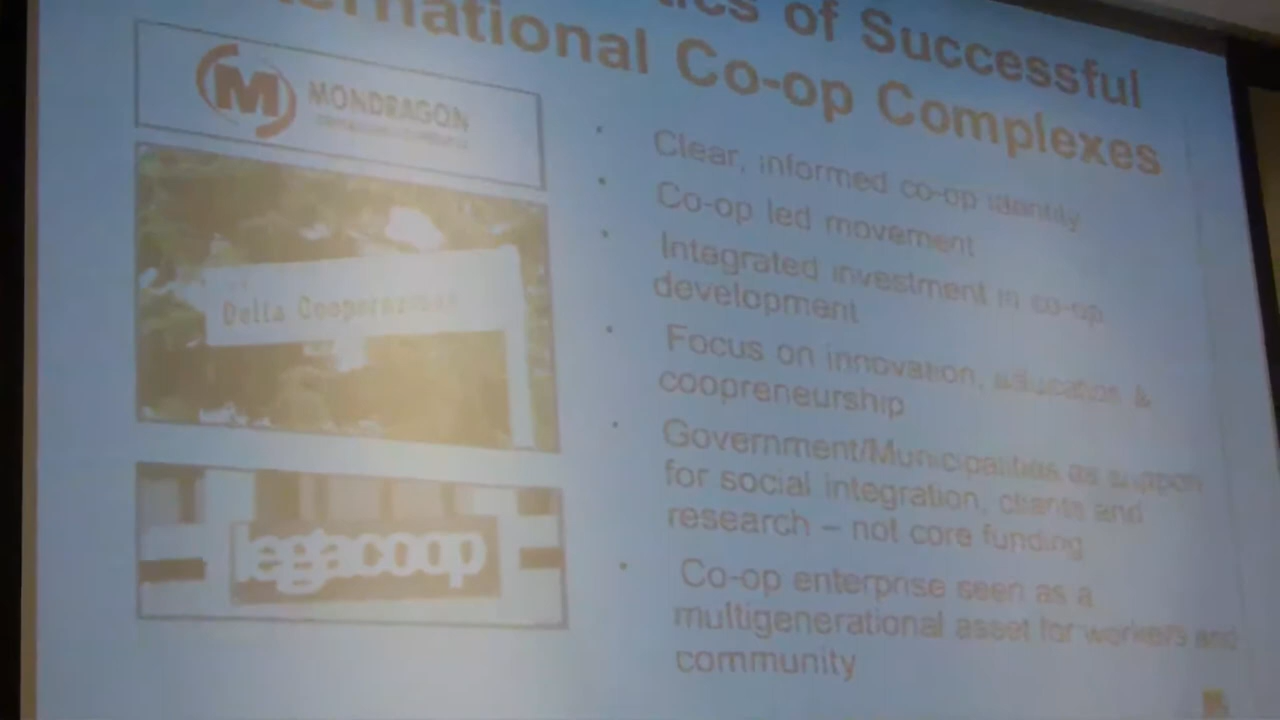 of Successful
Co-op Complexes
MONDRAGON
Clear, informed co-op identity
Co-op led movement
Integrated investment in co-op
development
Focus on innovation, education &
coopreneurship
Government/Municipalities as support
for social integration, clients and
research – not core funding
Co-op enterprise seen as a
multigenerational asset for workers and
community
Della
legacoop